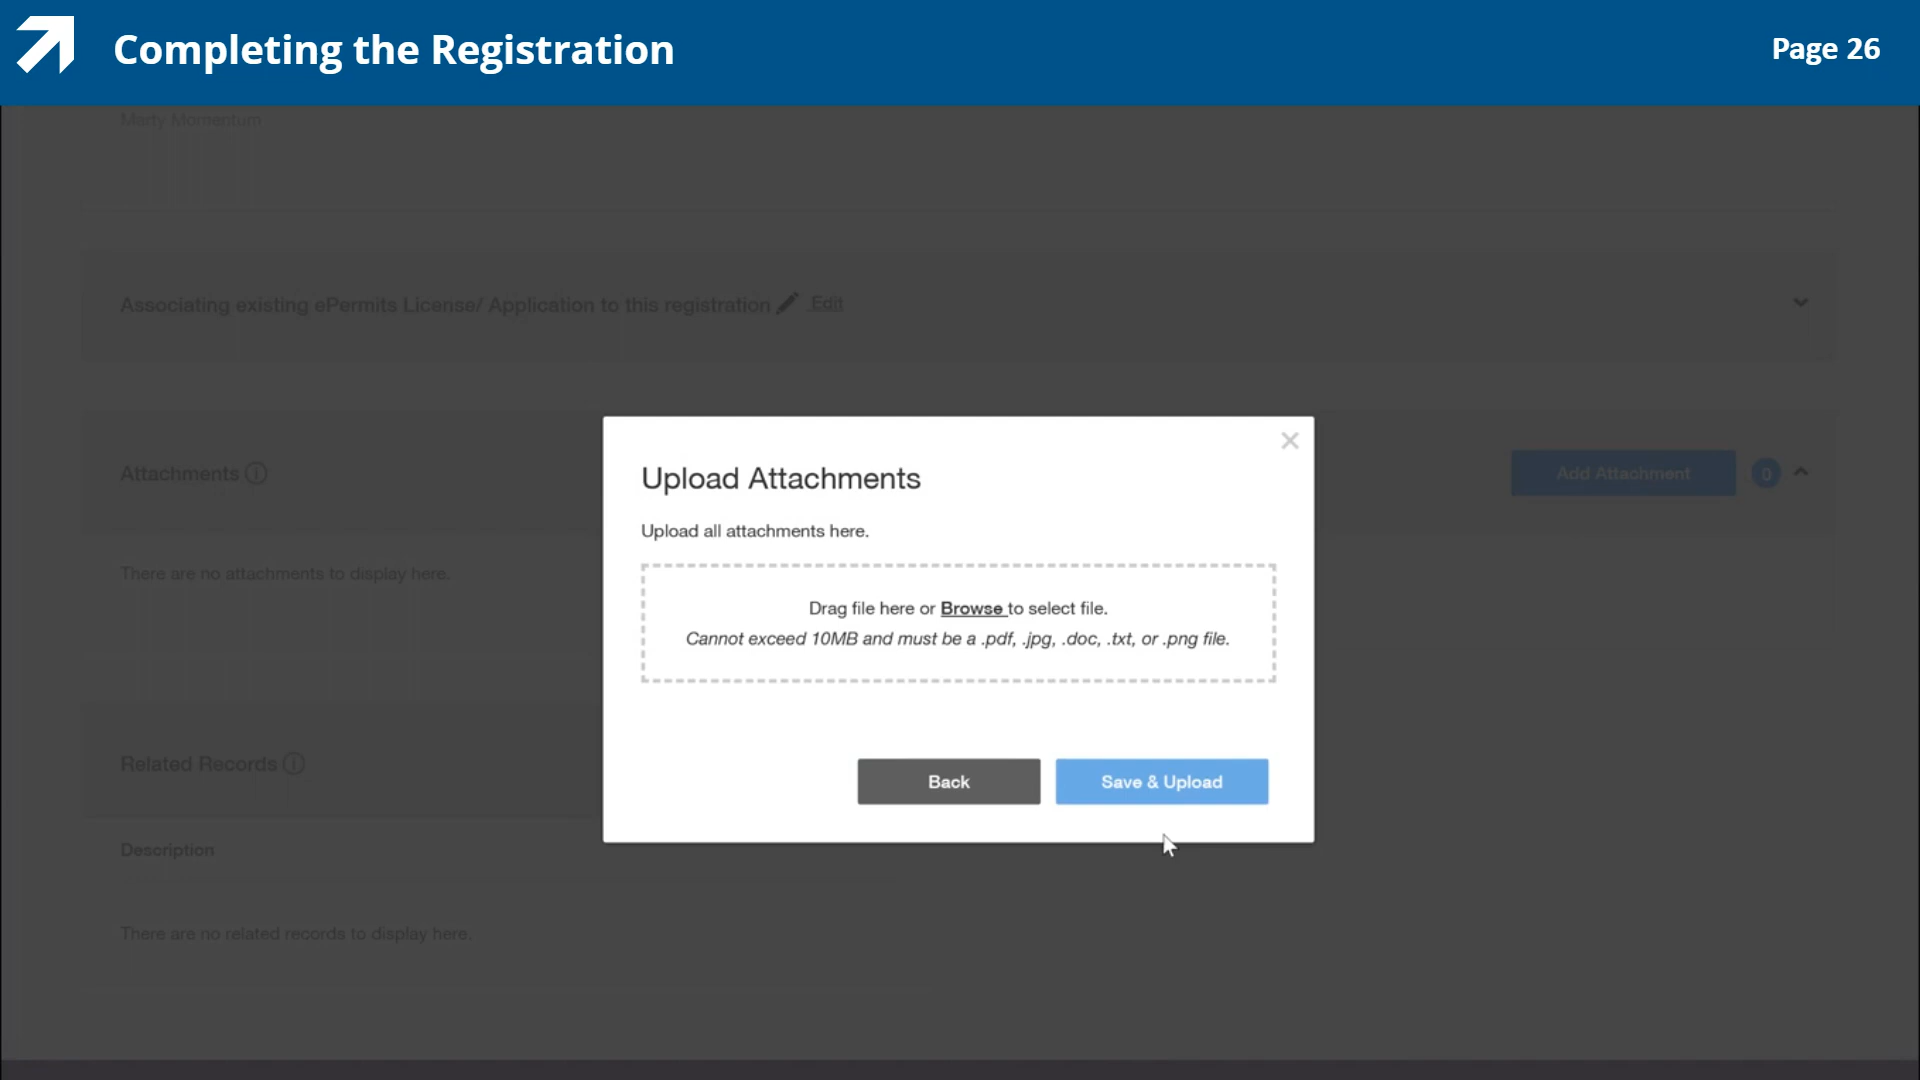 Completing the Registration
Page 26
Marty Momentum
Associating existing ePermits License/ Application to this registration Edit
Attachments
Add Attachment
0
There are no attachments to display here.
Upload Attachments
Upload all attachments here.
Drag file here or Browse to select file.
Cannot exceed 10MB and must be a .pdf, .jpg, .doc, .txt, or .png file.
Back
Save & Upload
Related Records
Description
There are no related records to display here.